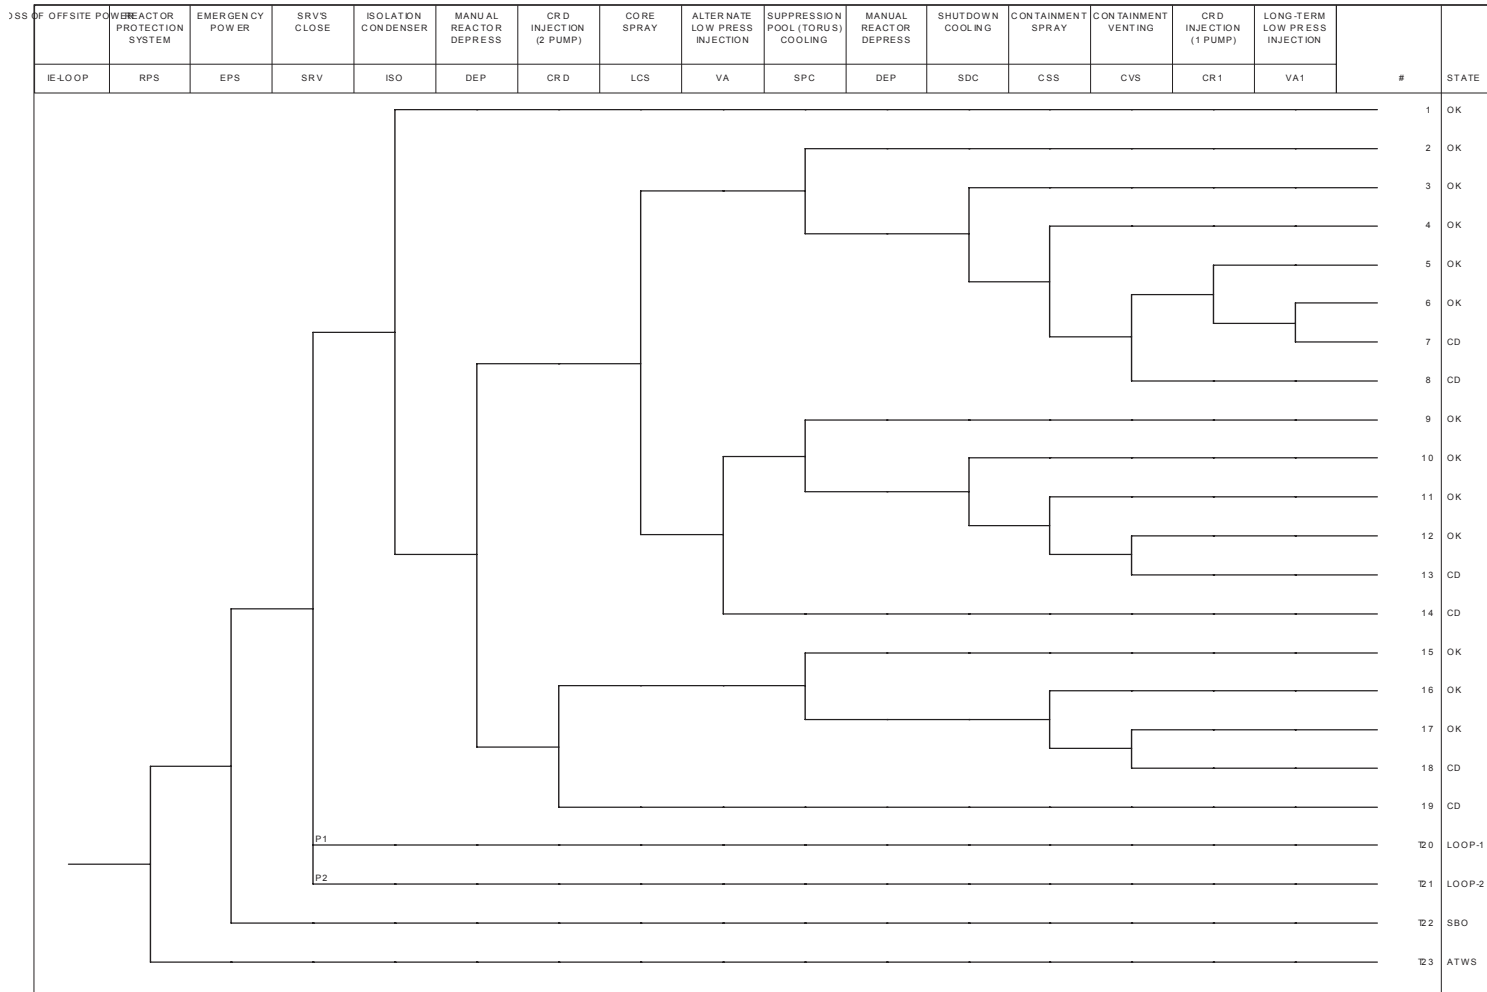 OSS OF OFFSITE POWER
REACTOR
PROTECTION
SYSTEM
EMERGENCY
POWER
SRV'S
CLOSE
ISOLATION
CONDENSER
MANUAL
REACTOR
DEPRESS
CRD
INJECTION
(2 PUMP)
CORE
SPRAY
ALTERNATE
LOW PRESS
INJECTION
SUPPRESSION
POOL (TORUS)
COOLING
MANUAL
REACTOR
DEPRESS
SHUTDOWN
COOLING
CONTAINMENT
SPRAY
CONTAINMENT
VENTING
CRD
INJECTION
(1 PUMP)
LONG-TERM
LOW PRESS
INJECTION
IE-LOOP RPS EPS SRV ISO DEP CRD LCS VA SPC DEP SDC CSS CVS CR1 VA1 # STATE
1 OK
2 OK
3 OK
4 OK
5 OK
6 OK
7 CD
8 CD
9 OK
10 OK
11 OK
12 OK
13 CD
14 CD
15 OK
16 OK
17 OK
18 CD
19 CD
P1
T20 LOOP-1
P2
T21 LOOP-2
T22 SBO
T23 ATWS